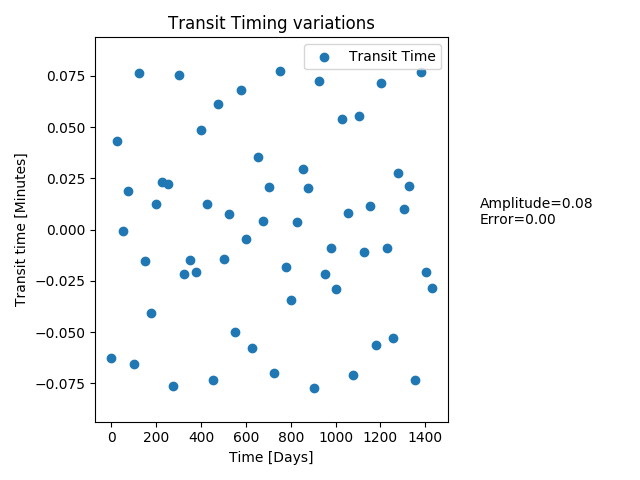 Transit Timing variations
Transit Time
0.075
0.050
0.025
0.000
−0.025
−0.050
−0.075
Transit time [Minutes]
0 200 400 600 800 1000 1200 1400
Time [Days]
Amplitude=0.08
Error=0.00